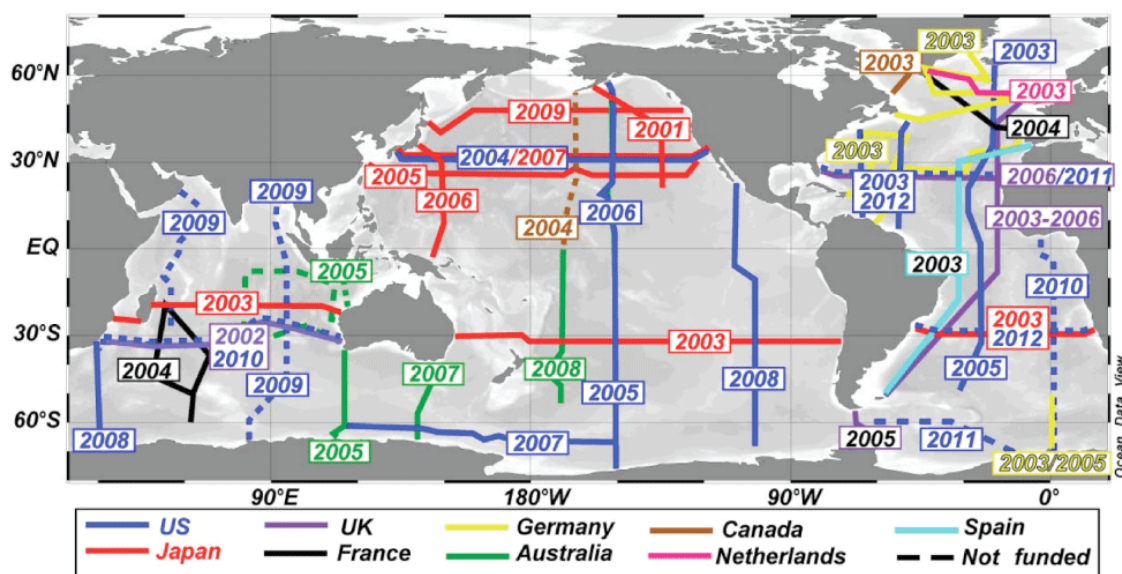 2003 2003
60°N 2003
2003
2009 2001 2004
30°N 2004/2007 2003
2005 2009 2003 2006/2011
2009 2006 2006 2012 2003-2006
EQ 2004
2005 2003 2010
2003 2003
30°S 2002 2003 2012
2010
2004 2007 2008 2005
2009 2005 2008
60°S
2008 2005 2007 2005 2011
2003/2005
90°E 180°W 90°W 0°
Ocean Data View
US UK Germany Canada Spain
Japan France Australia Netherlands Not funded